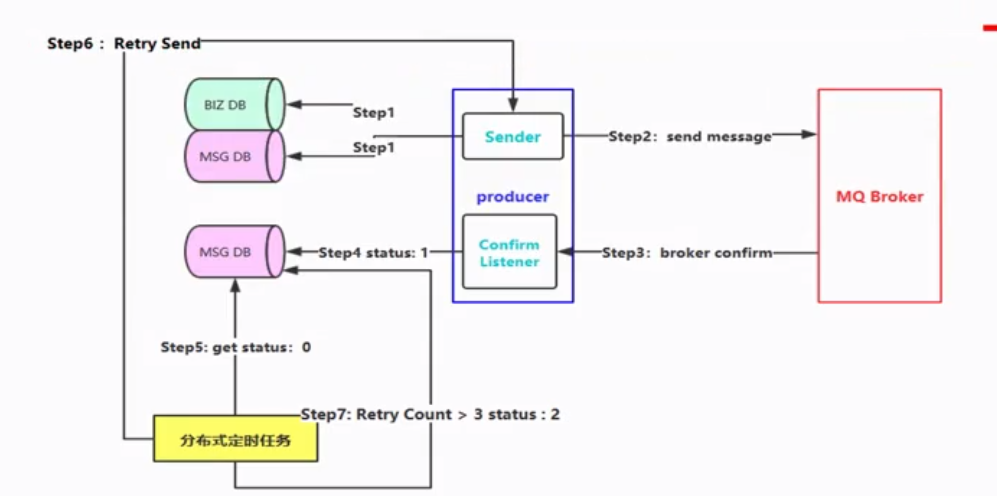 Step6： Retry Send
BIZ DB
Step1
Sender
Step2：send message
Step1
MSG DB
producer
MQ Broker
MSG DB
Step4 status: 1
Confirm
Listener
Step3：broker confirm
Step5: get status：0
Step7: Retry Count > 3 status : 2
分布式定时任务